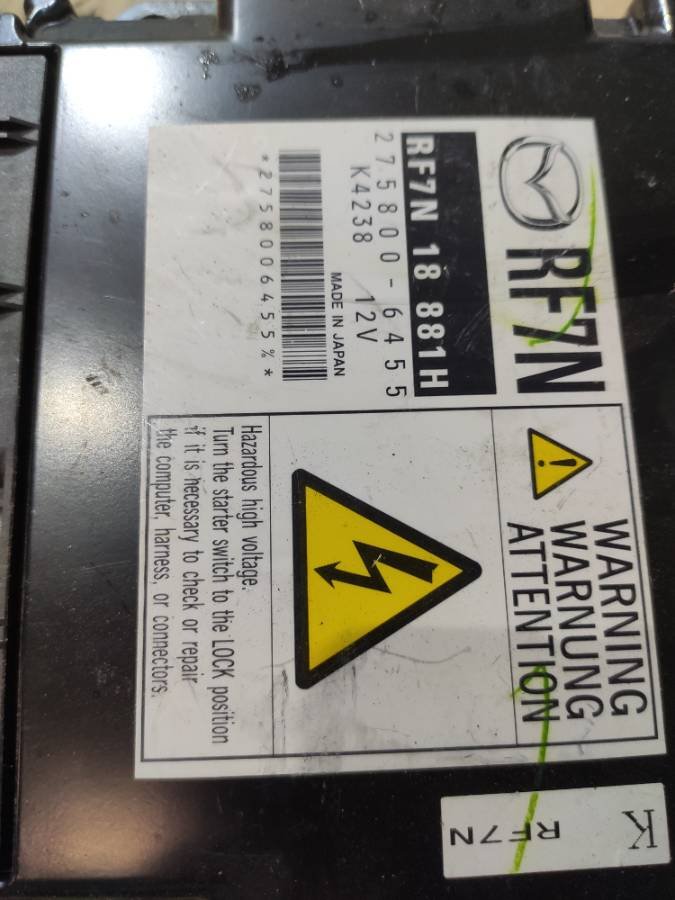 RF7N
RF7N 18 881H
275800-6455
K4238 12V
MADE IN JAPAN
*2758006455%*
WARNING
WARNUNG
ATTENTION
Hazardous high voltage.
Turn the starter switch to the LOCK position
if it is necessary to check or repair
the computer, harness, or connectors.
K
RF7N